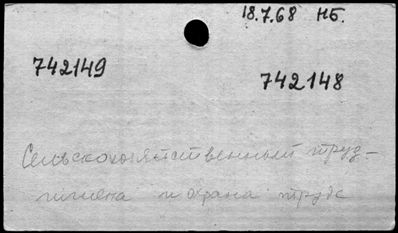 18.7.68 НБ.
742149
742148
Сельскохозяйственный труд -
гигиена и охрана труда